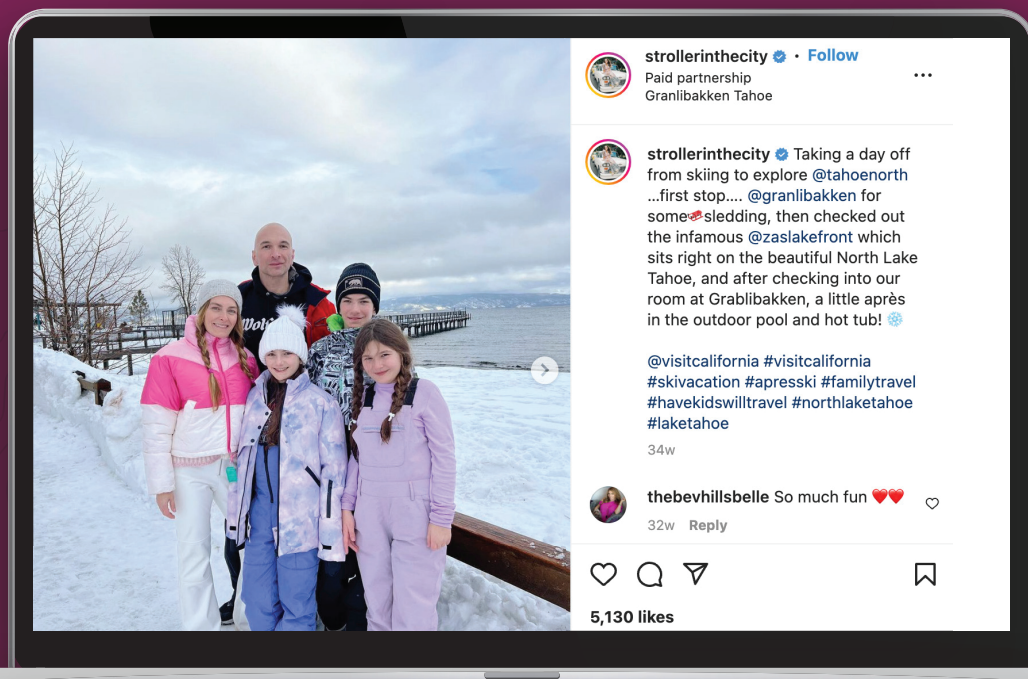 strollerinthecity • Follow
Paid partnership
Granlibakken Tahoe
strollerinthecity Taking a day off
from skiing to explore @tahoenorth
...first stop.... @granlibakken for
some🛷sledding, then checked out
the infamous @zaslakefront which
sits right on the beautiful North Lake
Tahoe, and after checking into our
room at Grablibakken, a little après
in the outdoor pool and hot tub! ❄️
@visitcalifornia #visitcalifornia
#skivacation #apresski #familytravel
#havekidswilltravel #northlaketahoe
#laketahoe
34w
thebevhillsbelle So much fun ❤️❤️
32w Reply
5,130 likes